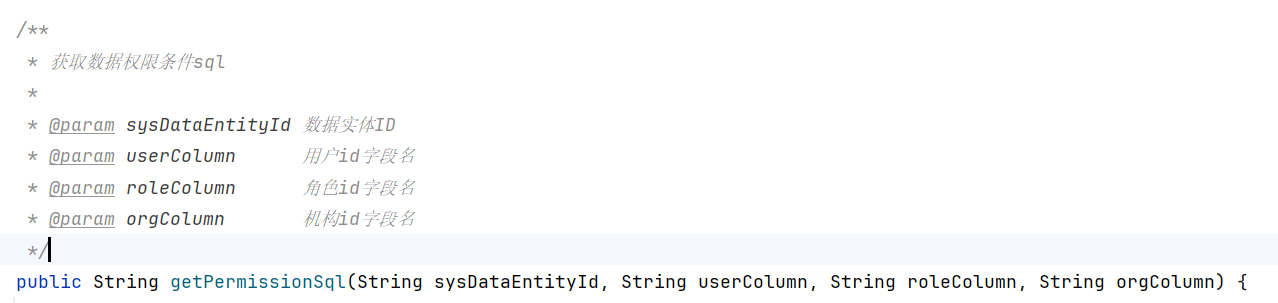 /**
 * 获取数据权限条件sql
 *
 * @param sysDataEntityId 数据实体ID
 * @param userColumn      用户id字段名
 * @param roleColumn      角色id字段名
 * @param orgColumn       机构id字段名
 */
public String getPermissionSql(String sysDataEntityId, String userColumn, String roleColumn, String orgColumn) {